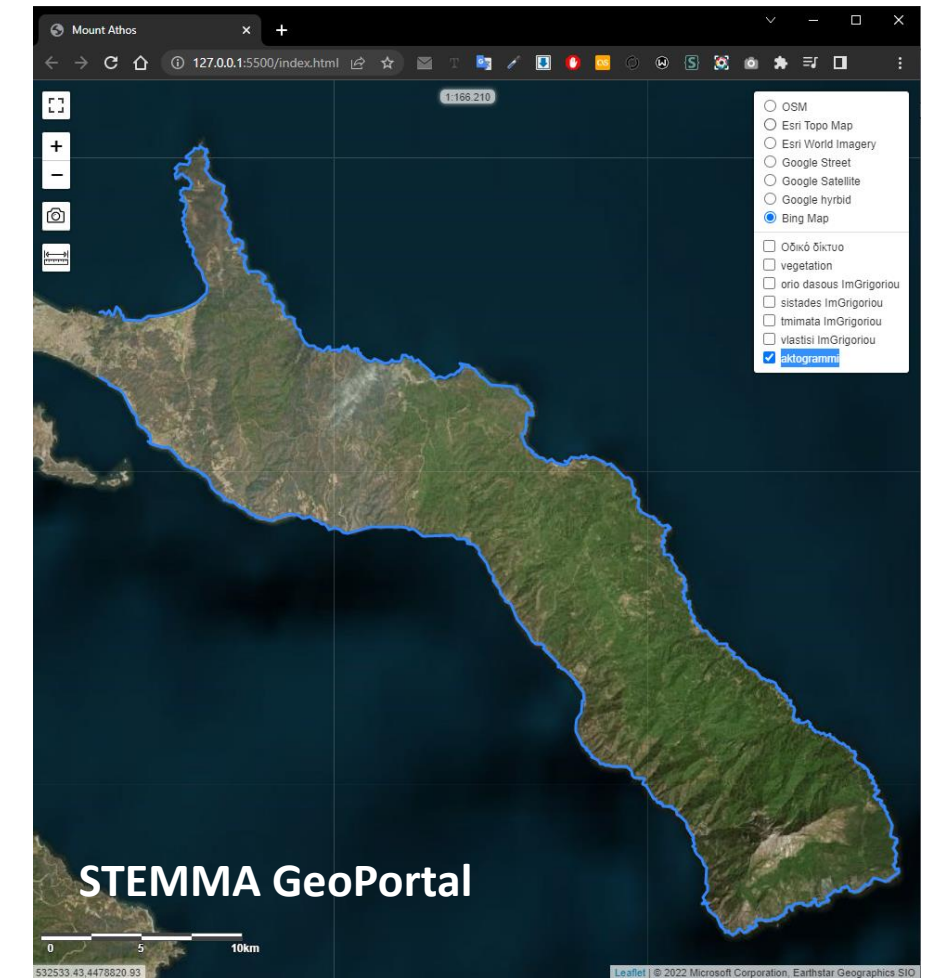 Mount Athos
127.0.0.1:5500/index.html
1:166.210
OSM
Esri Topo Map
Esri World Imagery
Google Street
Google Satellite
Google hyrbid
Bing Map
Οδικό δίκτυο
vegetation
orio dasous ImGrigoriou
sistades ImGrigoriou
tmimata ImGrigoriou
vlastisi ImGrigoriou
aktogrammi
STEMMA GeoPortal
0 5 10km
532533.43,4478820.93
Leaflet | © 2022 Microsoft Corporation, Earthstar Geographics SIO